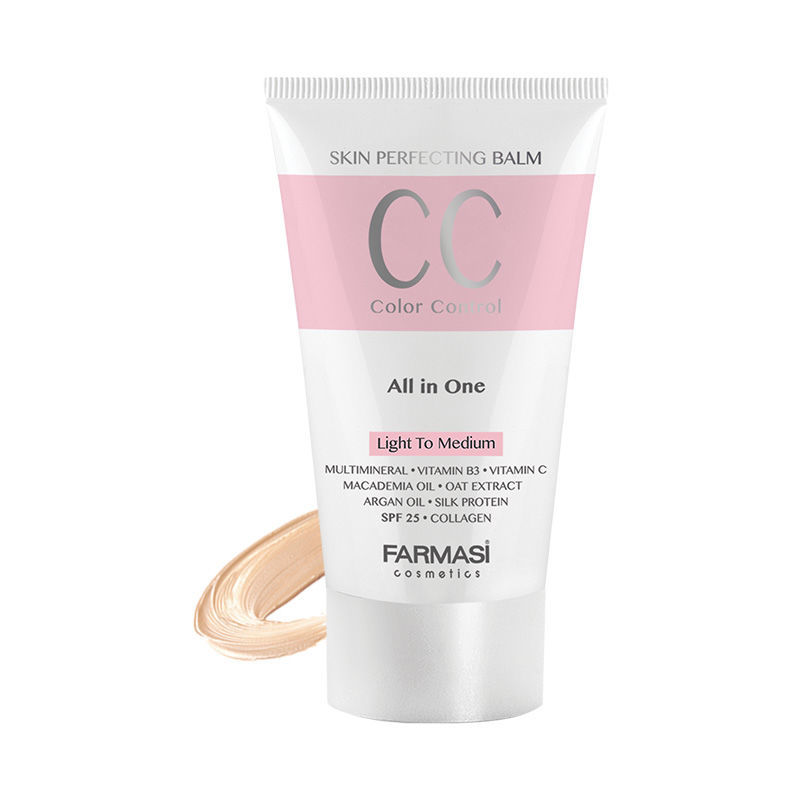 SKIN PERFECTING BALM
CC
Color Control
All in One
Light To Medium
MULTIMINERAL • VITAMIN B3 • VITAMIN C
MACADEMIA OIL • OAT EXTRACT
ARGAN OIL • SILK PROTEIN
SPF 25 • COLLAGEN
FARMASi®
cosmetics